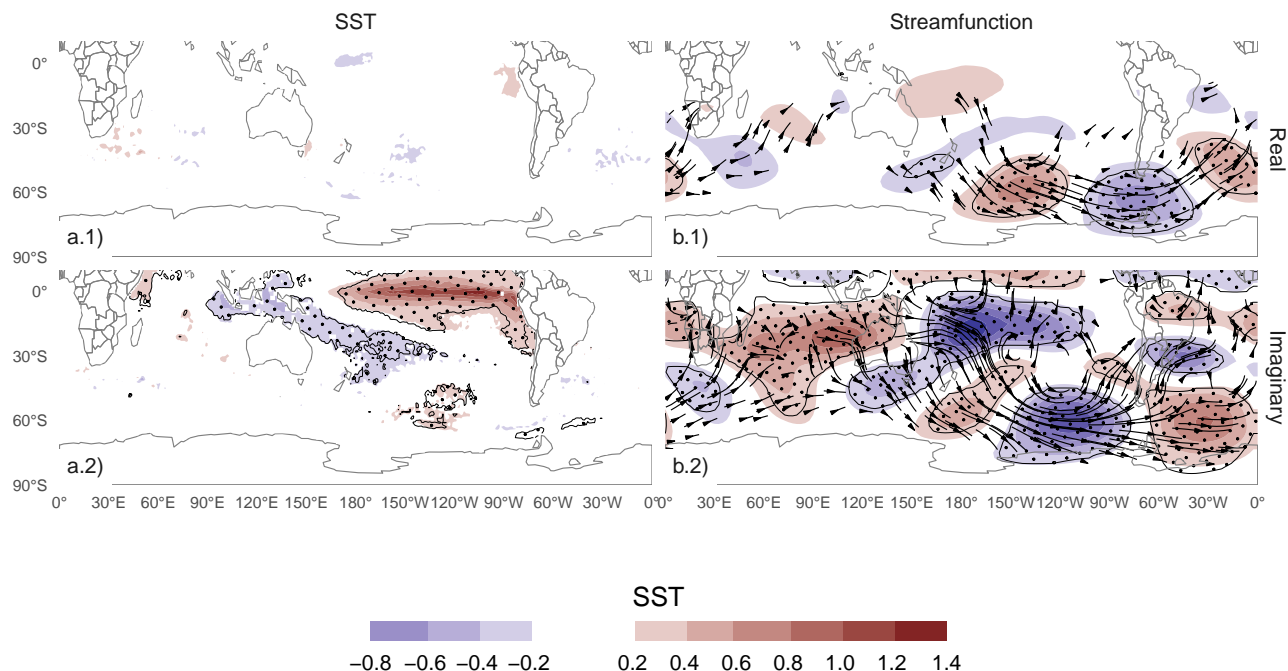 SST Streamfunction
0°
30°S
60°S
90°S
a.1) b.1)
Real
0°
30°S
60°S
90°S
a.2) b.2)
Imaginary
0° 30°E 60°E 90°E 120°E 150°E 180° 150°W 120°W 90°W 60°W 30°W 0° 0° 30°E 60°E 90°E 120°E 150°E 180° 150°W 120°W 90°W 60°W 30°W 0°
SST
−0.8 −0.6 −0.4 −0.2 0.2 0.4 0.6 0.8 1.0 1.2 1.4